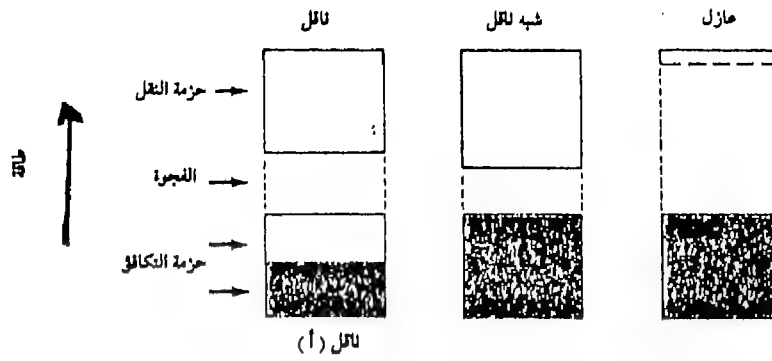 ناقل
شبه ناقل
عازل
حزمة النقل
طاقة
الفجوة
حزمة التكافؤ
ناقل (أ)